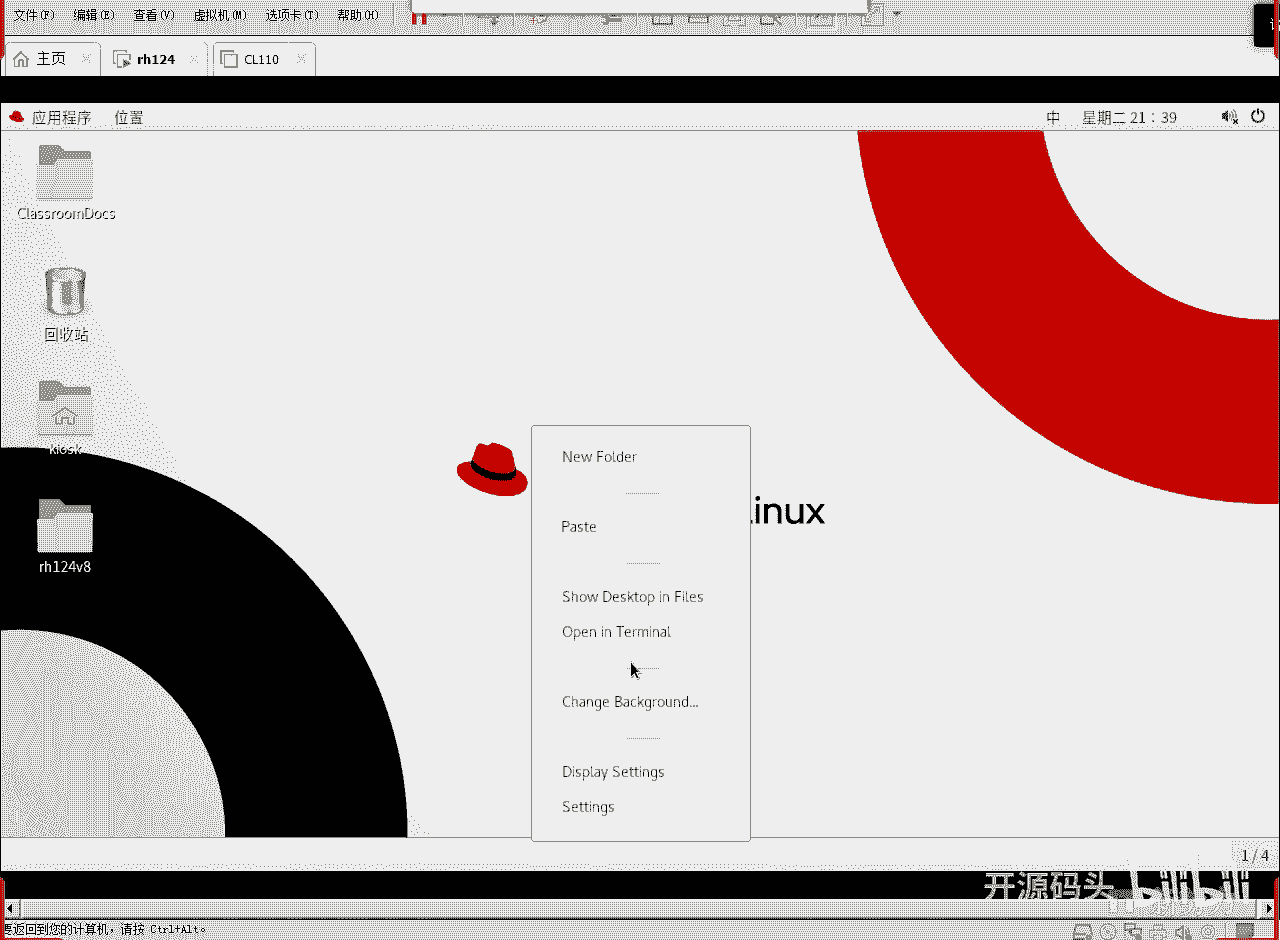 文件(F) 编辑(E) 查看(V) 虚拟机(M) 选项卡(T) 帮助(H)
主页 rh124 CL110
应用程序 位置 中 星期二 21：39
ClassroomDocs
回收站
kiosk
rh124v8
New Folder
Paste
inux
Show Desktop in Files
Open in Terminal
Change Background...
Display Settings
Settings
1 / 4
开源码头 bilibili
要返回到您的计算机，请按 Ctrl+Alt。